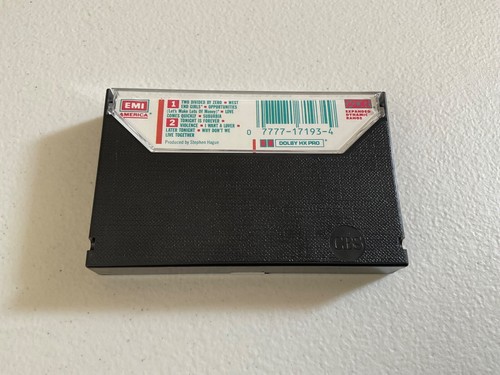 EMI
AMERICA™
1 TWO DIVIDED BY ZERO • WEST
END GIRLS* • OPPORTUNITIES
(Let's Make Lots Of Money)* • LOVE
COMES QUICKLY • SUBURBIA
2 TONIGHT IS FOREVER •
VIOLENCE • I WANT A LOVER •
LATER TONIGHT • WHY DON'T WE
LIVE TOGETHER
Produced by Stephen Hague
0 7777-17193-4
DOLBY HX PRO
EXPANDED
DYNAMIC
RANGE
CBS